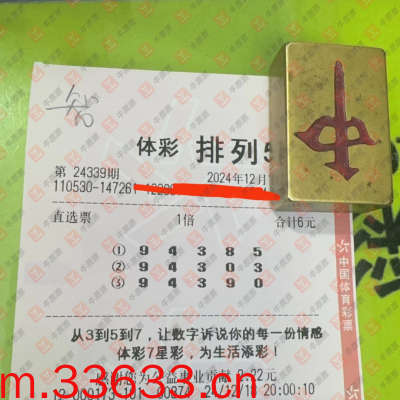 体彩 排列5
第 24339期 2024年12月
110530-147261-
直选票 1倍 合计6元
① 9 4 3 8 5
② 9 4 3 0 3
③ 9 4 3 9 0
从3到5到7，让数字诉说你的每一份情感
体彩7星彩，为生活添彩！
中国体育彩票
m.33633.cn
20:00:10